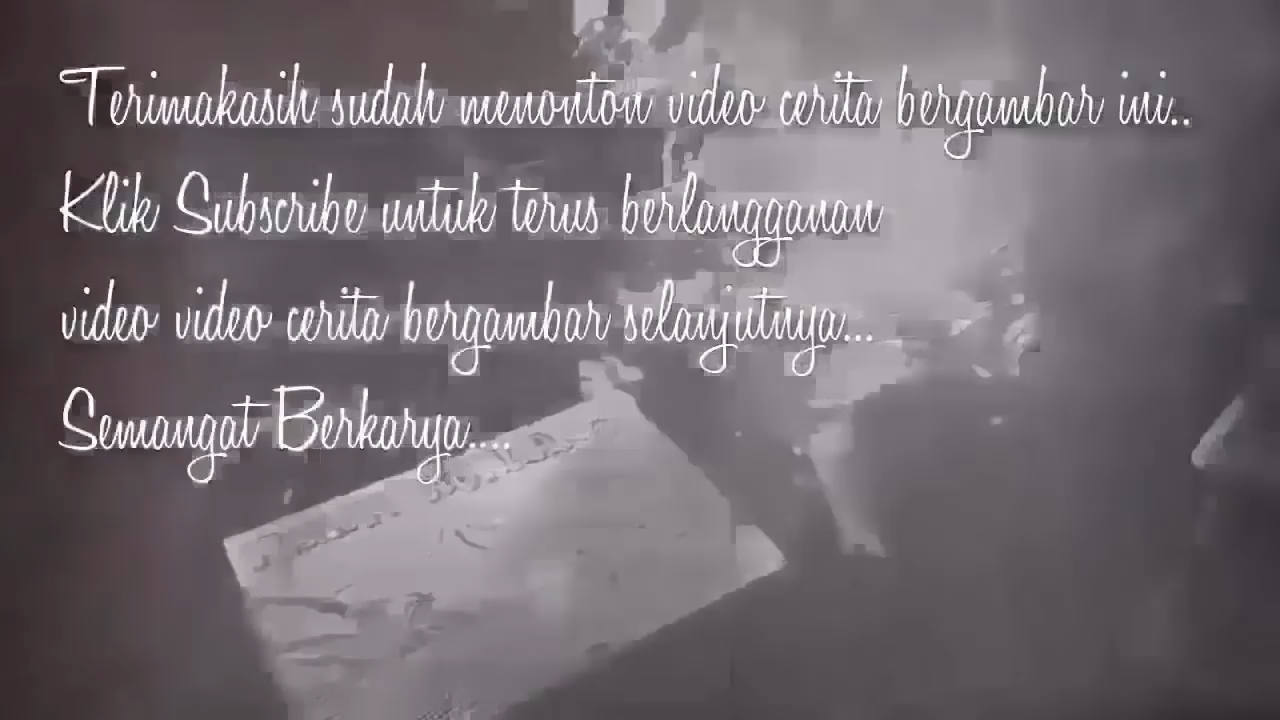 Terimakasih sudah menonton video cerita bergambar ini..
Klik Subscribe untuk terus berlangganan
video video cerita bergambar selanjutnya...
Semangat Berkarya....